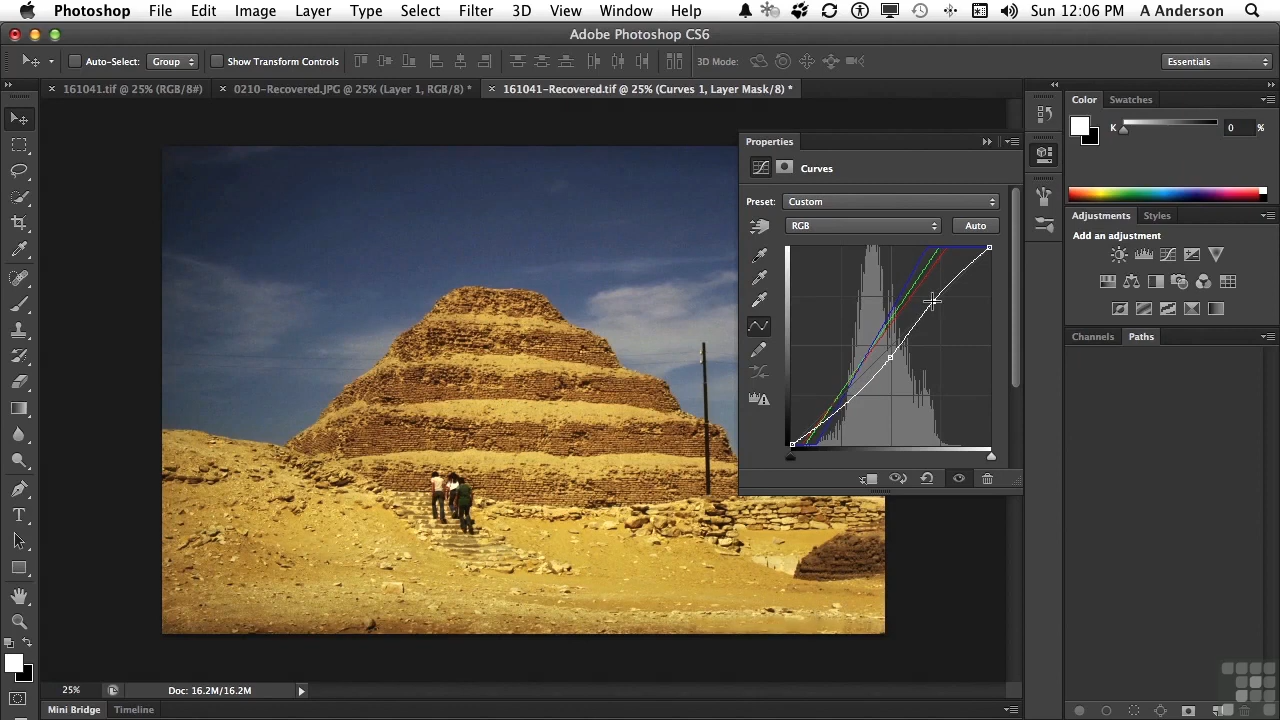 Photoshop File Edit Image Layer Type Select Filter 3D View Window Help Sun 12:06 PM A Anderson
Adobe Photoshop CS6
Auto-Select: Group Show Transform Controls 3D Mode: Essentials
161041.tif @ 25% (RGB/8#) 0210-Recovered.JPG @ 25% (Layer 1, RGB/8) * 161041-Recovered.tif @ 25% (Curves 1, Layer Mask/8) *
Color Swatches
K 0 %
Properties
Curves
Preset: Custom
RGB Auto
Adjustments Styles
Add an adjustment
Channels Paths
25% Doc: 16.2M/16.2M
Mini Bridge Timeline